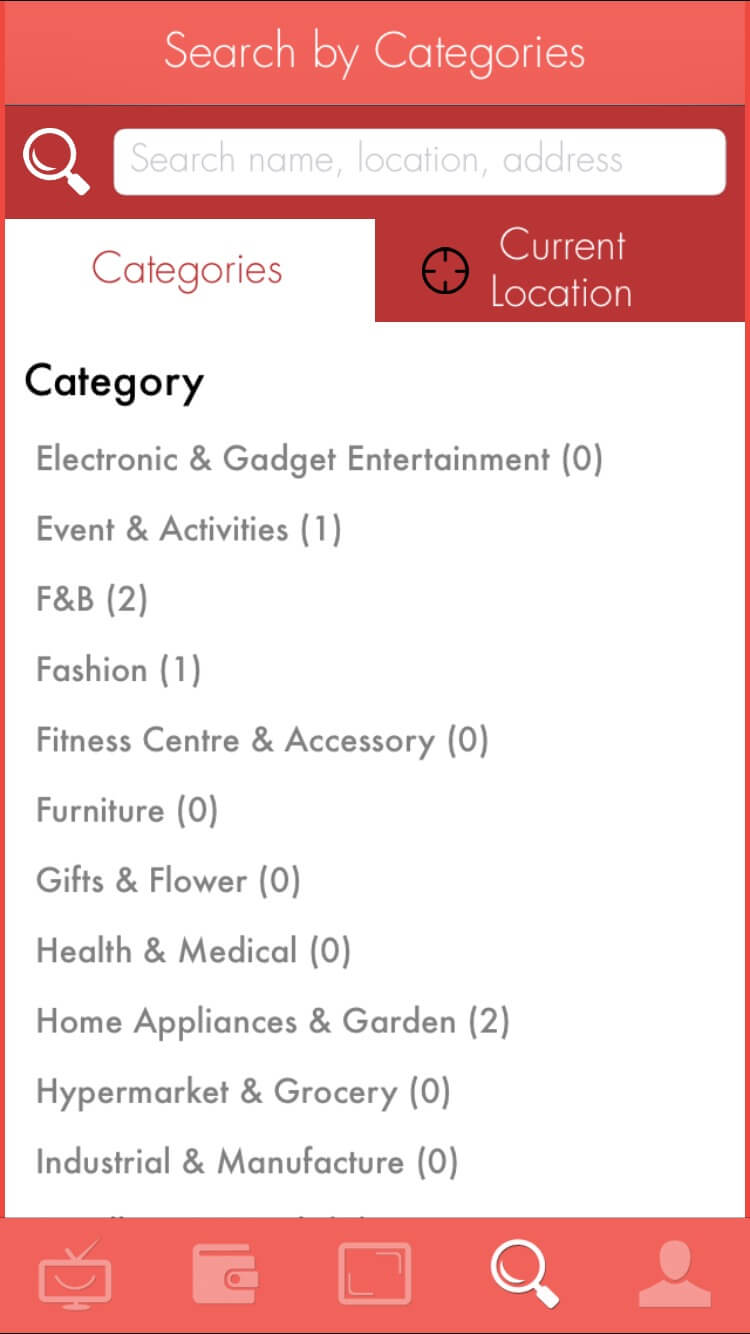 Search by Categories
Search name, location, address
Categories
Current
Location
Category
Electronic & Gadget Entertainment (0)
Event & Activities (1)
F&B (2)
Fashion (1)
Fitness Centre & Accessory (0)
Furniture (0)
Gifts & Flower (0)
Health & Medical (0)
Home Appliances & Garden (2)
Hypermarket & Grocery (0)
Industrial & Manufacture (0)